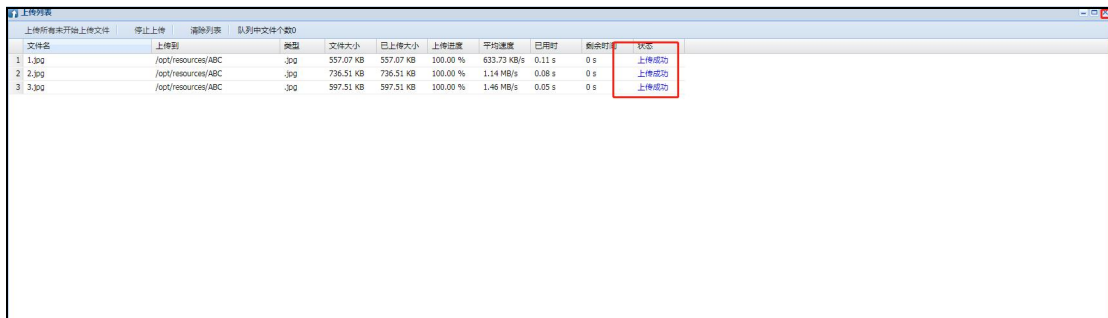 上传列表
上传所有未开始上传文件 停止上传 清除列表 队列中文件个数0
文件名 上传到 类型 文件大小 已上传大小 上传进度 平均速度 已用时 剩余时间 状态
1 1.jpg /opt/resources/ABC .jpg 557.07 KB 557.07 KB 100.00 % 633.73 KB/s 0.11 s 0 s 上传成功
2 2.jpg /opt/resources/ABC .jpg 736.51 KB 736.51 KB 100.00 % 1.14 MB/s 0.08 s 0 s 上传成功
3 3.jpg /opt/resources/ABC .jpg 597.51 KB 597.51 KB 100.00 % 1.46 MB/s 0.05 s 0 s 上传成功